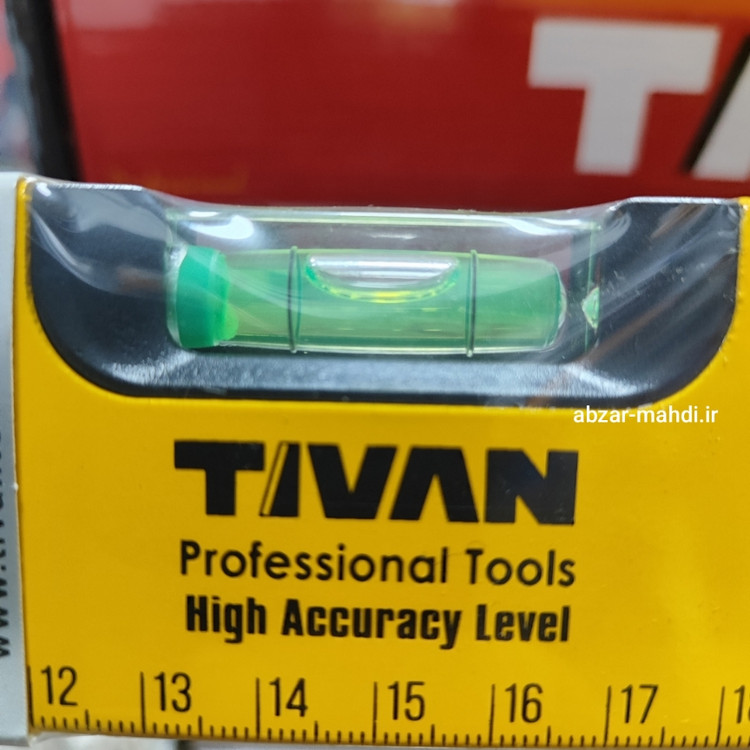 abzar-mahdi.ir
TIVAN
Professional Tools
High Accuracy Level
12 13 14 15 16 17